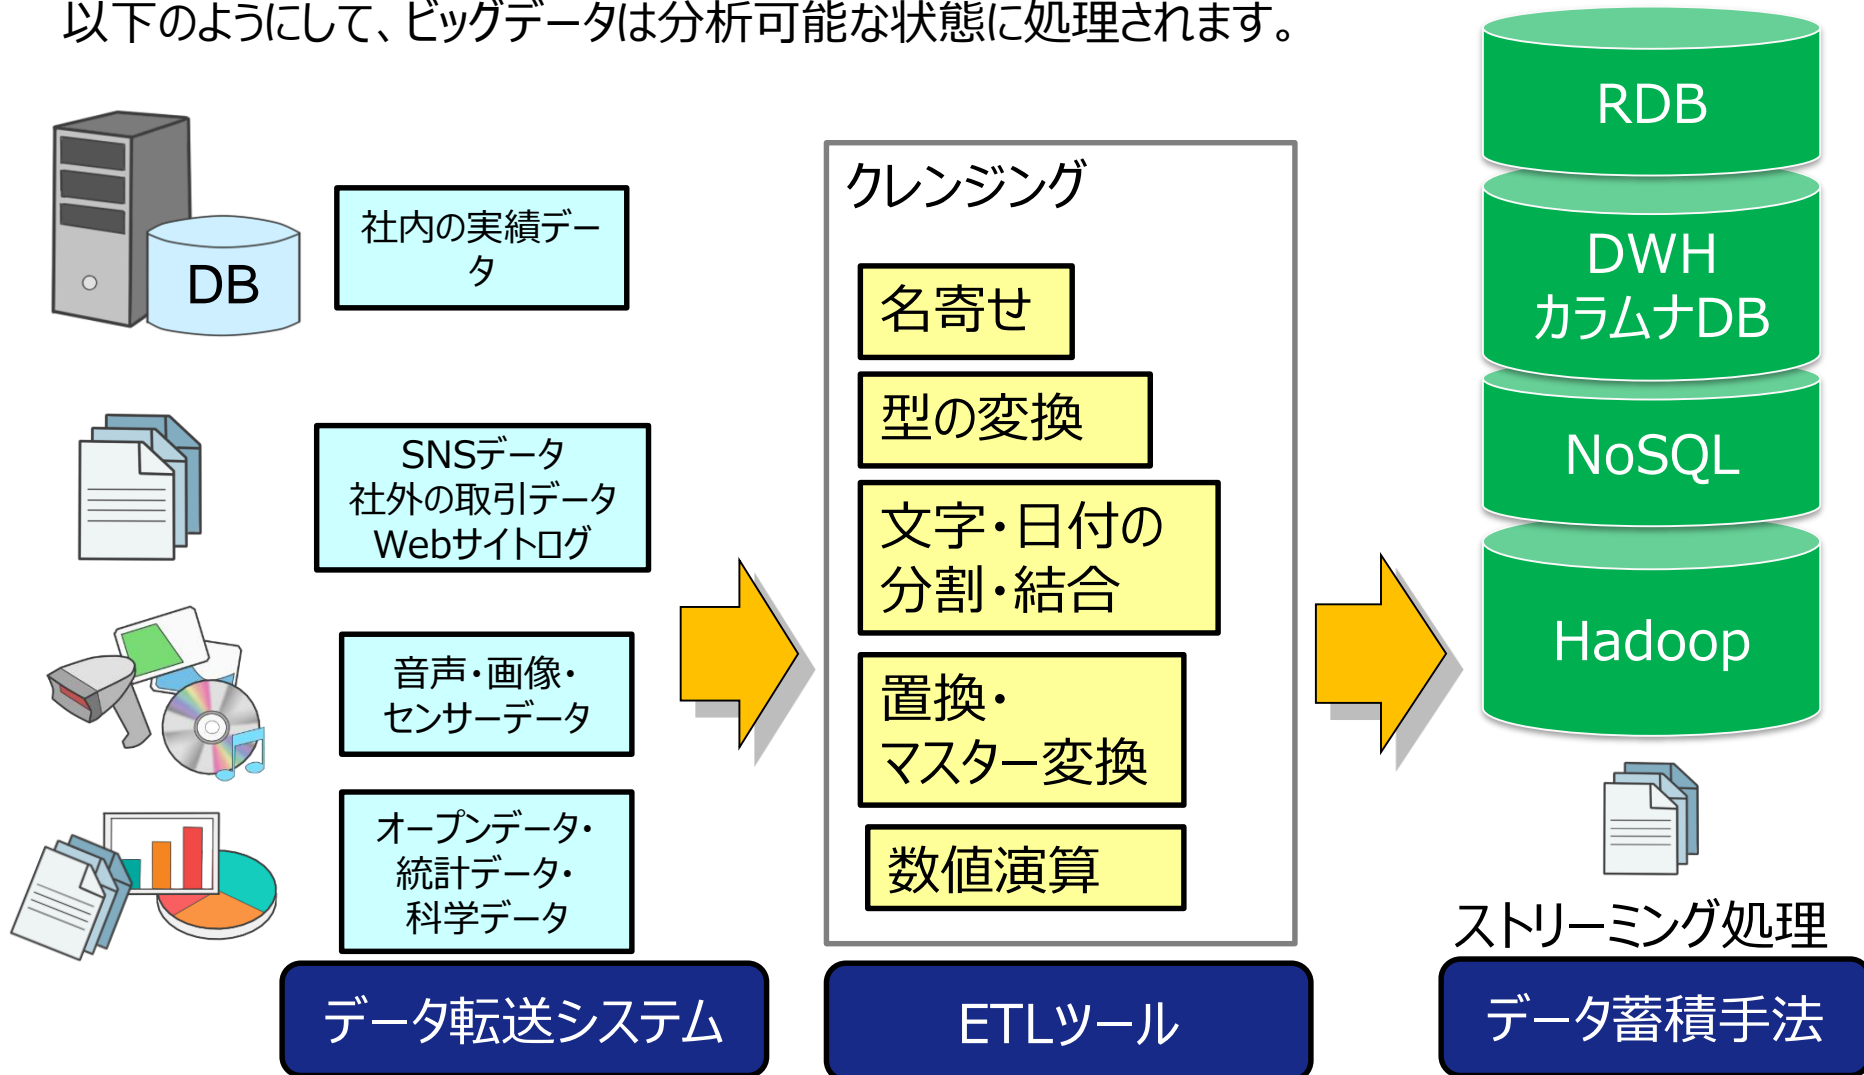 以下のようにして、ビッグデータは分析可能な状態に処理されます。
DB
社内の実績デー
タ
SNSデータ
社外の取引データ
Webサイトログ
音声・画像・
センサーデータ
オープンデータ・
統計データ・
科学データ
データ転送システム
クレンジング
名寄せ
型の変換
文字・日付の
分割・結合
置換・
マスター変換
数値演算
ETLツール
RDB
DWH
カラムナDB
NoSQL
Hadoop
ストリーミング処理
データ蓄積手法